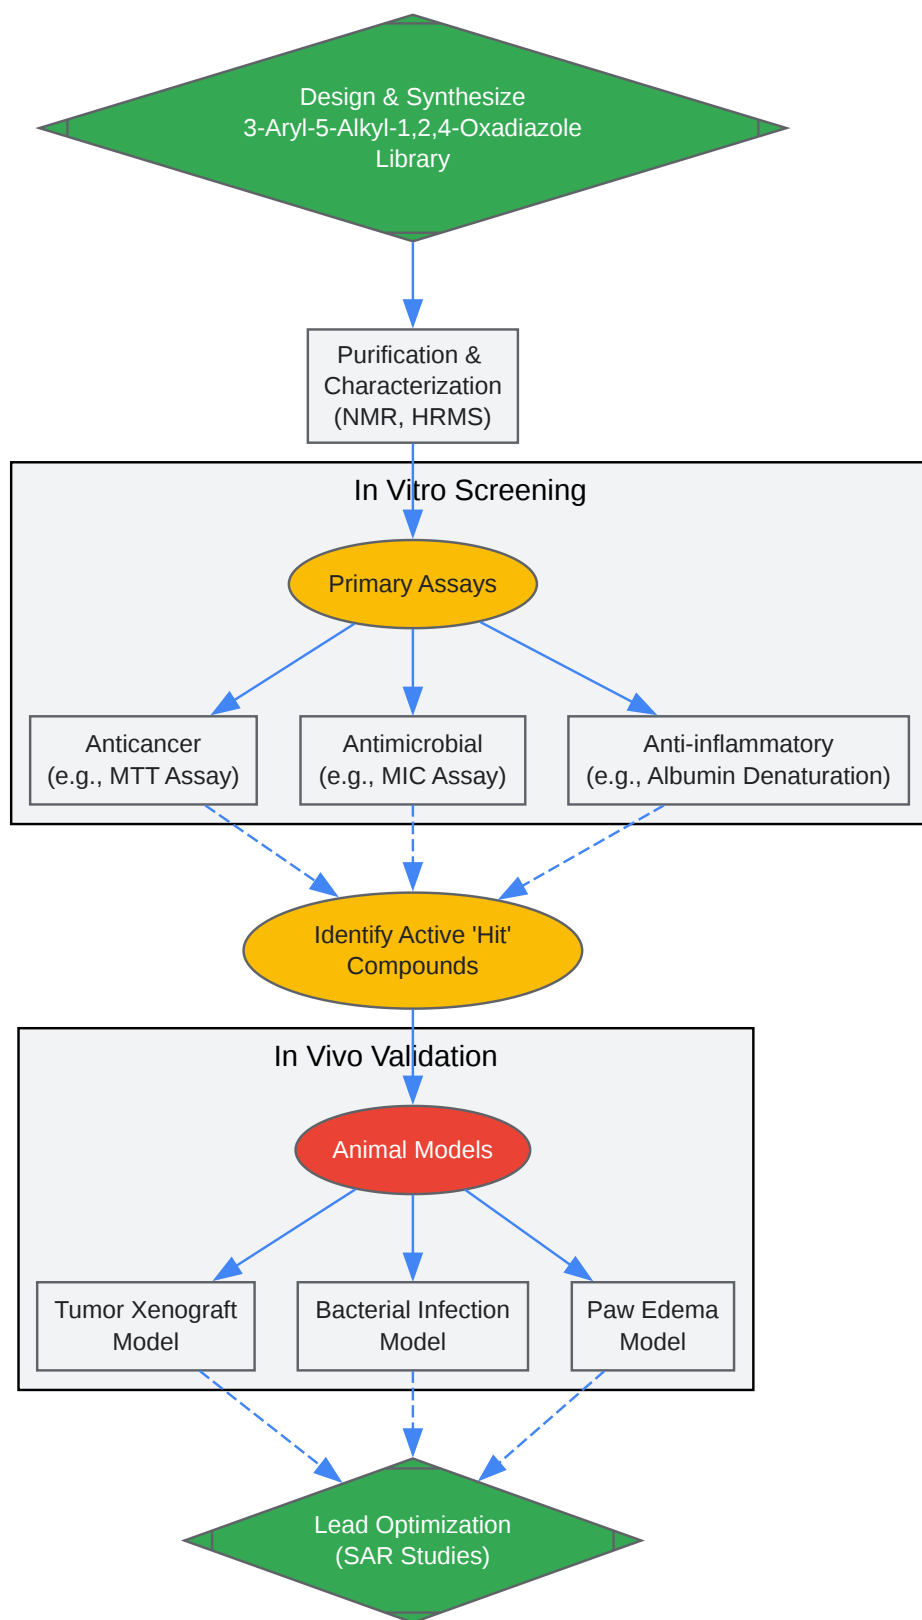 Design & Synthesize
3-Aryl-5-Alkyl-1,2,4-Oxadiazole
Library
Purification &
Characterization
(NMR, HRMS)
In Vitro Screening
Primary Assays
Anticancer
(e.g., MTT Assay)
Antimicrobial
(e.g., MIC Assay)
Anti-inflammatory
(e.g., Albumin Denaturation)
Identify Active 'Hit'
Compounds
In Vivo Validation
Animal Models
Tumor Xenograft
Model
Bacterial Infection
Model
Paw Edema
Model
Lead Optimization
(SAR Studies)